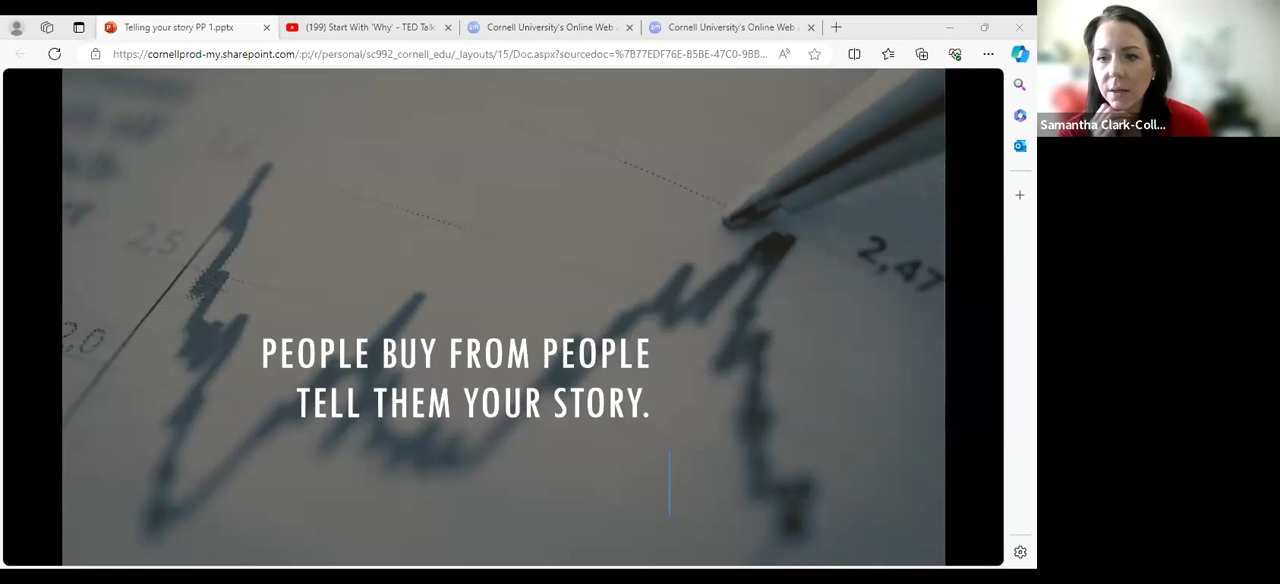 Telling your story PP 1.pptx
(199) Start With 'Why' - TED Talk
Cornell University's Online Web
Cornell University's Online Web
https://cornellprod-my.sharepoint.com/:p:/r/personal/sc992_cornell_edu/_layouts/15/Doc.aspx?sourcedoc=%7B77EDF76E-B5BE-47C0-9BB...
Samantha Clark-Coll...
2,5
2,0
2,47
PEOPLE BUY FROM PEOPLE
TELL THEM YOUR STORY.